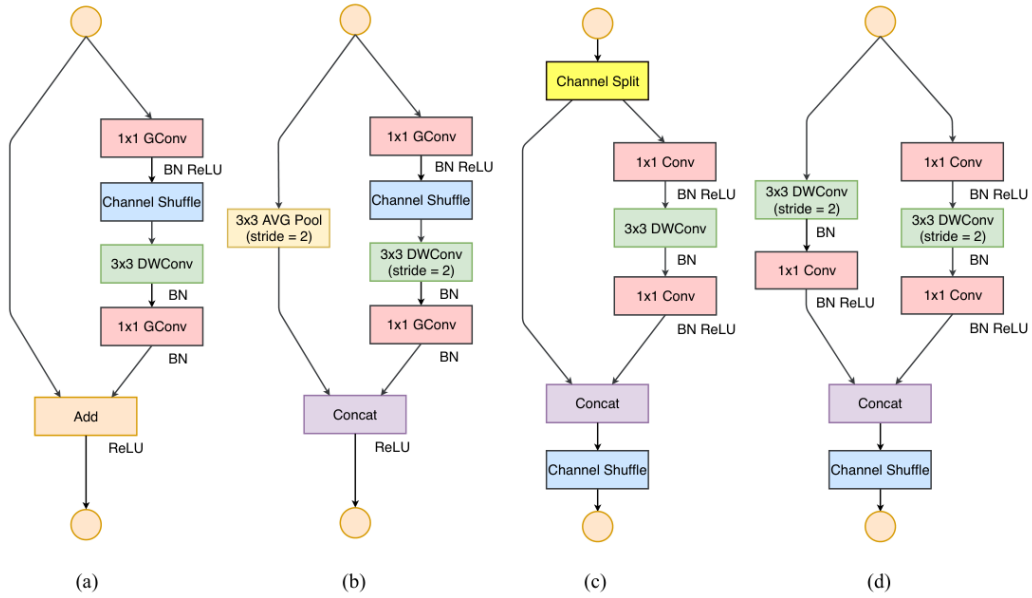 1x1 GConv
BN ReLU
Channel Shuffle
3x3 DWConv
BN
1x1 GConv
BN
Add
ReLU
(a)
1x1 GConv
BN ReLU
Channel Shuffle
3x3 AVG Pool
(stride = 2)
3x3 DWConv
(stride = 2)
BN
1x1 GConv
BN
Concat
ReLU
(b)
Channel Split
1x1 Conv
BN ReLU
3x3 DWConv
BN
1x1 Conv
BN ReLU
Concat
Channel Shuffle
(c)
3x3 DWConv
(stride = 2)
BN
1x1 Conv
BN ReLU
1x1 Conv
BN ReLU
3x3 DWConv
(stride = 2)
BN
1x1 Conv
BN ReLU
Concat
Channel Shuffle
(d)